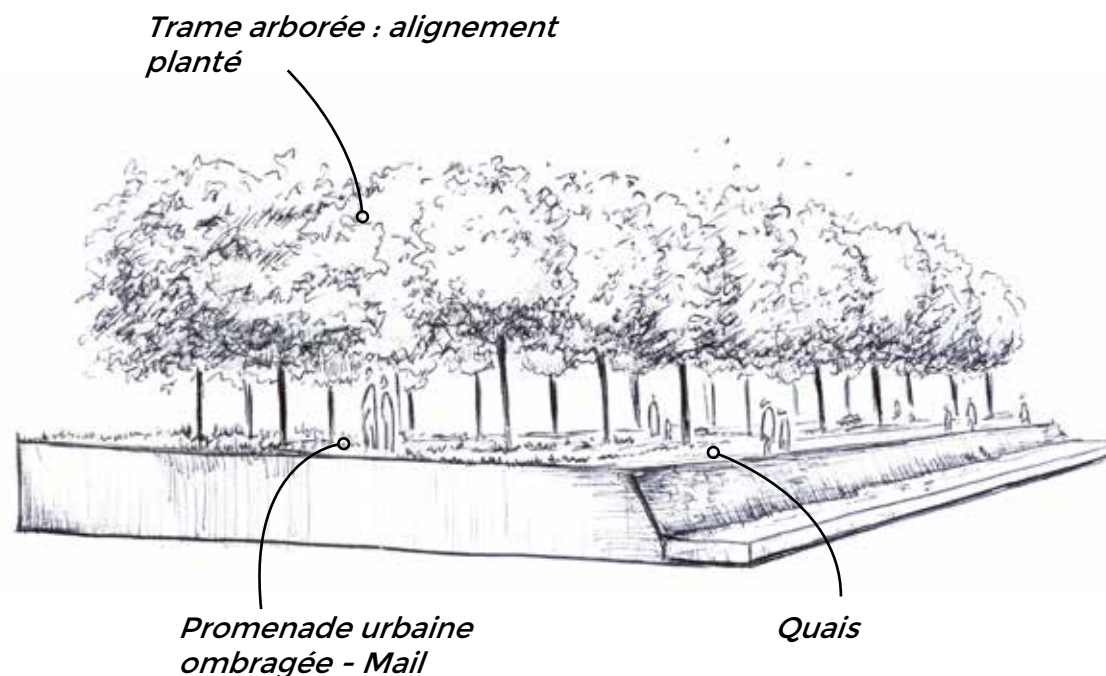 Trame arborée : alignement
planté
Promenade urbaine
ombragée - Mail
Quais